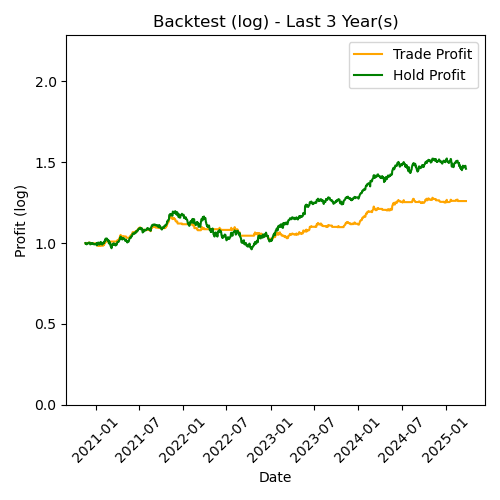 Backtest (log) - Last 3 Year(s)
Trade Profit
Hold Profit
Profit (log)
2.0
1.5
1.0
0.5
0.0
2021-01
2021-07
2022-01
2022-07
2023-01
2023-07
2024-01
2024-07
2025-01
Date